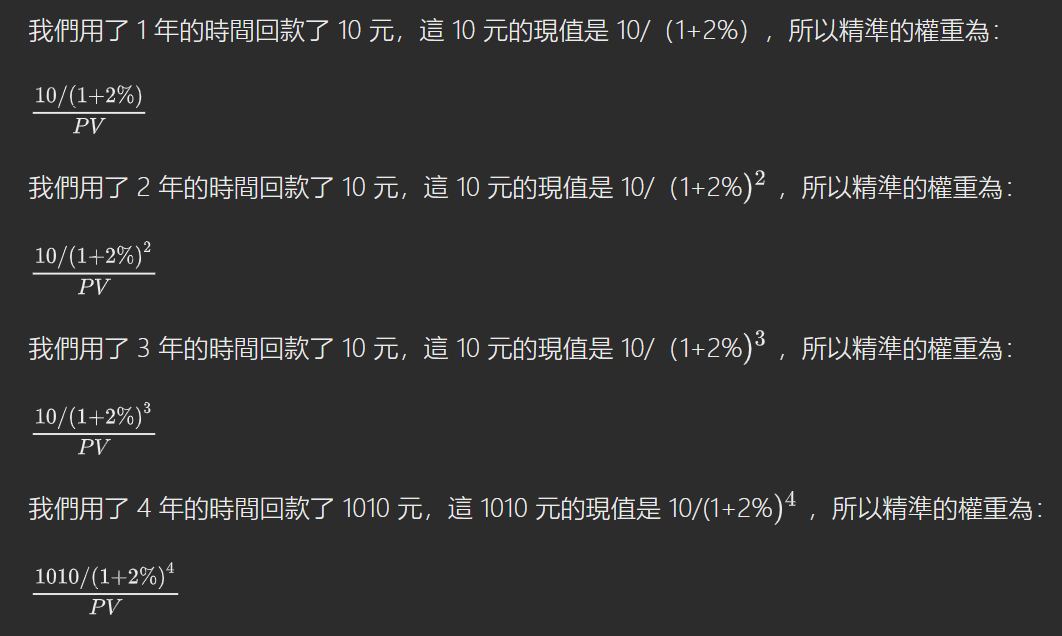 我們用了 1 年的時間回款了 10 元，這 10 元的現值是 10/（1+2%），所以精準的權重為：
10/(1+2%)
PV
我們用了 2 年的時間回款了 10 元，這 10 元的現值是 10/（1+2%)²，所以精準的權重為：
10/(1+2%)²
PV
我們用了 3 年的時間回款了 10 元，這 10 元的現值是 10/（1+2%)³，所以精準的權重為：
10/(1+2%)³
PV
我們用了 4 年的時間回款了 1010 元，這 1010 元的現值是 10/(1+2%)⁴，所以精準的權重為：
1010/(1+2%)⁴
PV